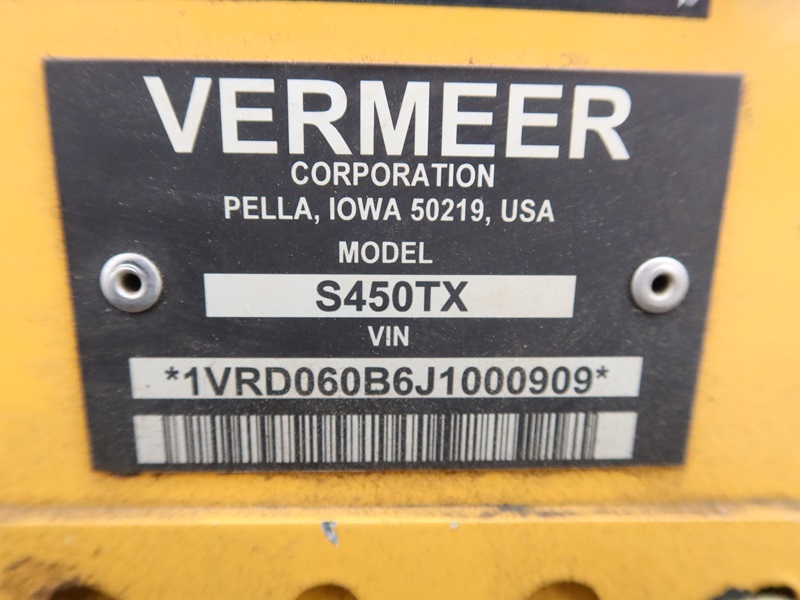 VERMEER
CORPORATION
PELLA, IOWA 50219, USA
MODEL
S450TX
VIN
*1VRD060B6J1000909*